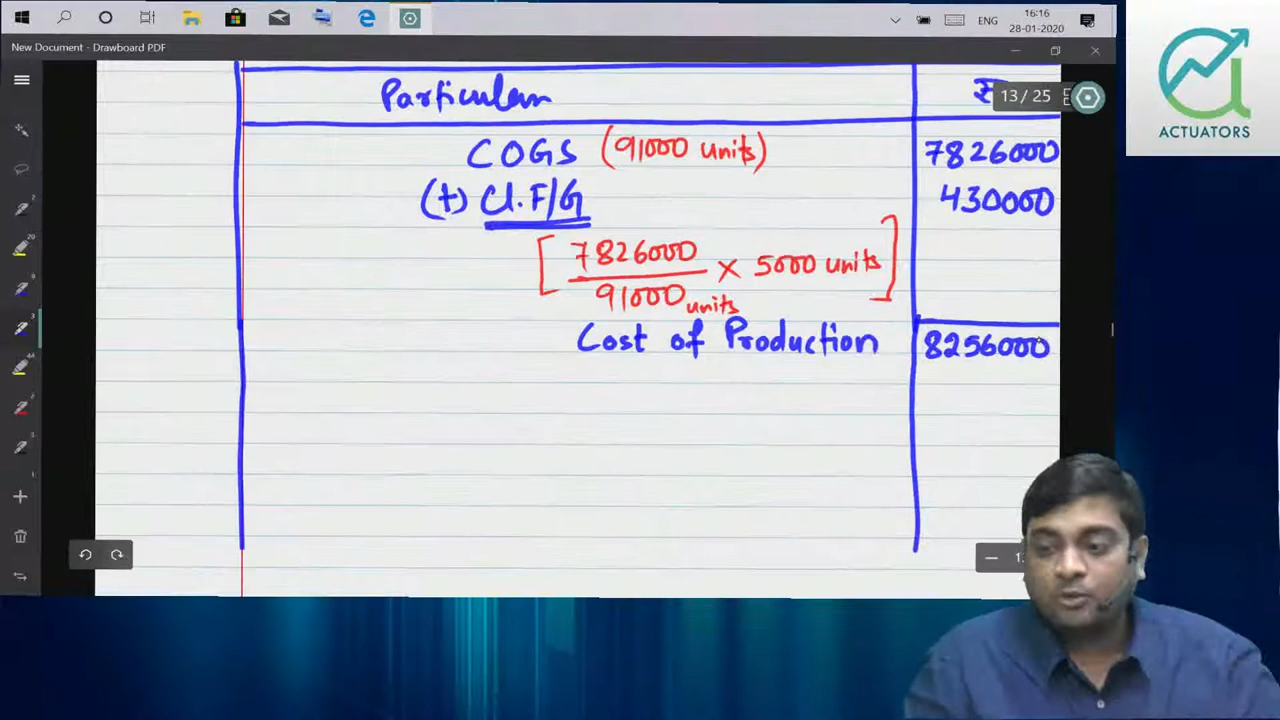 16:16
ENG
28-01-2020
New Document - Drawboard PDF
Particulars
13 / 25
COGS (91000 units) 7826000
(+) Cl. F/G 430000
[7826000 / 91000 units × 5000 units]
Cost of Production 8256000
ACTUATORS